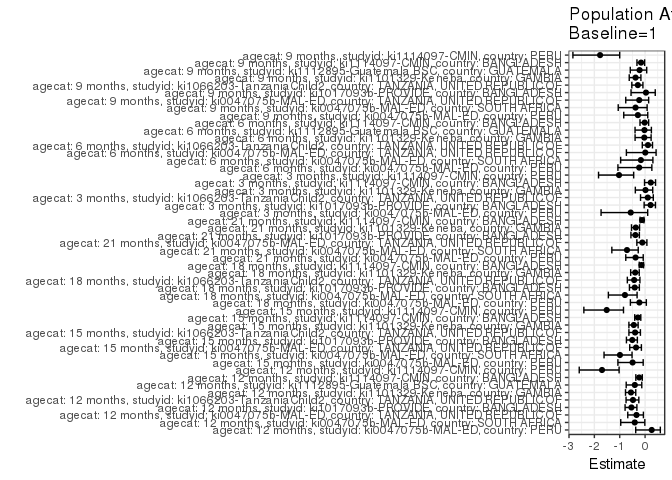 Population A
Baseline=1
agecat: 9 months, studyid: ki1114097-CMIN, country: PERU
agecat: 9 months, studyid: ki1114097-CMIN, country: BANGLADESH
agecat: 9 months, studyid: ki1112895-Guatemala BSC, country: GUATEMALA
agecat: 9 months, studyid: ki1101329-Keneba, country: GAMBIA
agecat: 9 months, studyid: ki1066203-TanzaniaChild2, country: TANZANIA, UNITED REPUBLIC OF
agecat: 9 months, studyid: ki1017093b-PROVIDE, country: BANGLADESH
agecat: 9 months, studyid: ki0047075b-MAL-ED, country: TANZANIA, UNITED REPUBLIC OF
agecat: 9 months, studyid: ki0047075b-MAL-ED, country: SOUTH AFRICA
agecat: 9 months, studyid: ki0047075b-MAL-ED, country: PERU
agecat: 6 months, studyid: ki1114097-CMIN, country: BANGLADESH
agecat: 6 months, studyid: ki1112895-Guatemala BSC, country: GUATEMALA
agecat: 6 months, studyid: ki1101329-Keneba, country: GAMBIA
agecat: 6 months, studyid: ki1066203-TanzaniaChild2, country: TANZANIA, UNITED REPUBLIC OF
agecat: 6 months, studyid: ki0047075b-MAL-ED, country: TANZANIA, UNITED REPUBLIC OF
agecat: 6 months, studyid: ki0047075b-MAL-ED, country: SOUTH AFRICA
agecat: 6 months, studyid: ki0047075b-MAL-ED, country: PERU
agecat: 3 months, studyid: ki1114097-CMIN, country: PERU
agecat: 3 months, studyid: ki1114097-CMIN, country: BANGLADESH
agecat: 3 months, studyid: ki1101329-Keneba, country: GAMBIA
agecat: 3 months, studyid: ki1066203-TanzaniaChild2, country: TANZANIA, UNITED REPUBLIC OF
agecat: 3 months, studyid: ki1017093b-PROVIDE, country: BANGLADESH
agecat: 3 months, studyid: ki0047075b-MAL-ED, country: PERU
agecat: 21 months, studyid: ki1114097-CMIN, country: BANGLADESH
agecat: 21 months, studyid: ki1101329-Keneba, country: GAMBIA
agecat: 21 months, studyid: ki1017093b-PROVIDE, country: BANGLADESH
agecat: 21 months, studyid: ki0047075b-MAL-ED, country: TANZANIA, UNITED REPUBLIC OF
agecat: 21 months, studyid: ki0047075b-MAL-ED, country: SOUTH AFRICA
agecat: 21 months, studyid: ki0047075b-MAL-ED, country: PERU
agecat: 18 months, studyid: ki1114097-CMIN, country: BANGLADESH
agecat: 18 months, studyid: ki1101329-Keneba, country: GAMBIA
agecat: 18 months, studyid: ki1066203-TanzaniaChild2, country: TANZANIA, UNITED REPUBLIC OF
agecat: 18 months, studyid: ki1017093b-PROVIDE, country: BANGLADESH
agecat: 18 months, studyid: ki0047075b-MAL-ED, country: SOUTH AFRICA
agecat: 18 months, studyid: ki0047075b-MAL-ED, country: PERU
agecat: 15 months, studyid: ki1114097-CMIN, country: PERU
agecat: 15 months, studyid: ki1114097-CMIN, country: BANGLADESH
agecat: 15 months, studyid: ki1101329-Keneba, country: GAMBIA
agecat: 15 months, studyid: ki1066203-TanzaniaChild2, country: TANZANIA, UNITED REPUBLIC OF
agecat: 15 months, studyid: ki1017093b-PROVIDE, country: BANGLADESH
agecat: 15 months, studyid: ki0047075b-MAL-ED, country: TANZANIA, UNITED REPUBLIC OF
agecat: 15 months, studyid: ki0047075b-MAL-ED, country: SOUTH AFRICA
agecat: 15 months, studyid: ki0047075b-MAL-ED, country: PERU
agecat: 12 months, studyid: ki1114097-CMIN, country: PERU
agecat: 12 months, studyid: ki1114097-CMIN, country: BANGLADESH
agecat: 12 months, studyid: ki1112895-Guatemala BSC, country: GUATEMALA
agecat: 12 months, studyid: ki1101329-Keneba, country: GAMBIA
agecat: 12 months, studyid: ki1066203-TanzaniaChild2, country: TANZANIA, UNITED REPUBLIC OF
agecat: 12 months, studyid: ki1017093b-PROVIDE, country: BANGLADESH
agecat: 12 months, studyid: ki0047075b-MAL-ED, country: TANZANIA, UNITED REPUBLIC OF
agecat: 12 months, studyid: ki0047075b-MAL-ED, country: SOUTH AFRICA
agecat: 12 months, studyid: ki0047075b-MAL-ED, country: PERU
-3 -2 -1 0
Estimate